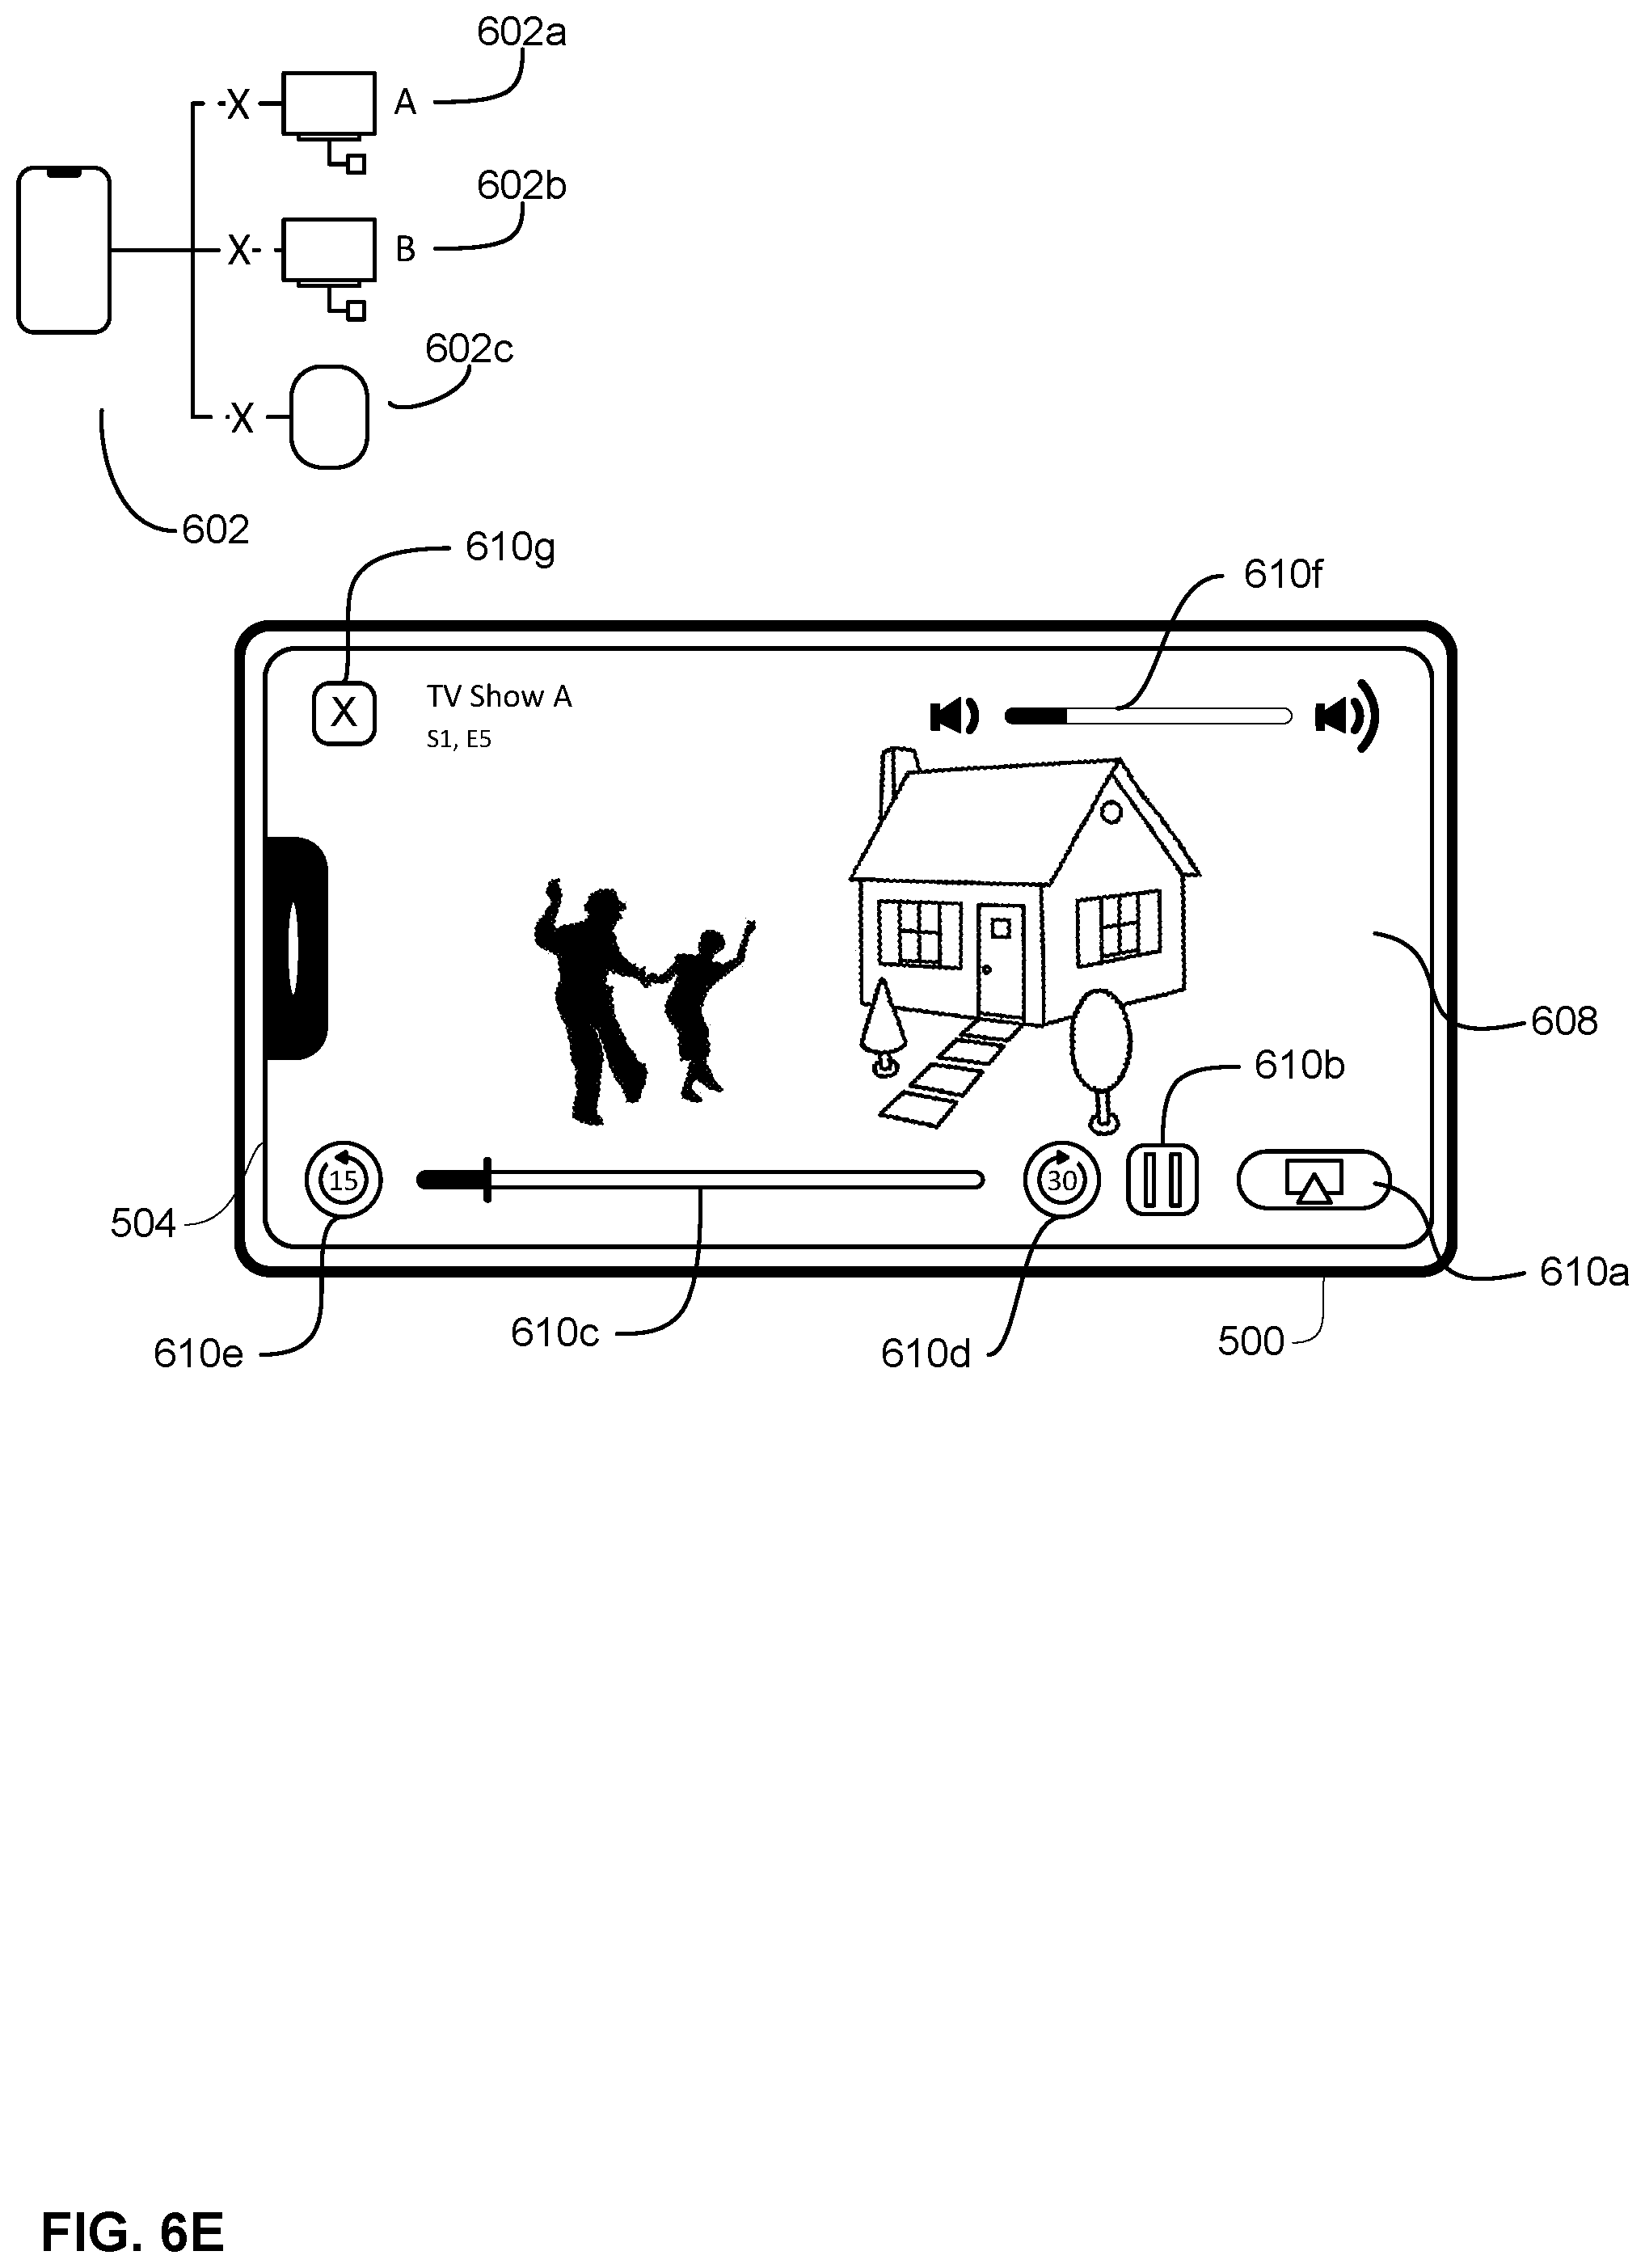 602a
X A
602b
X B
602c
X
602
610g
610f
X TV Show A
S1, E5
608
610b
15 30
504
610a
610e 610c 610d 500
FIG. 6E